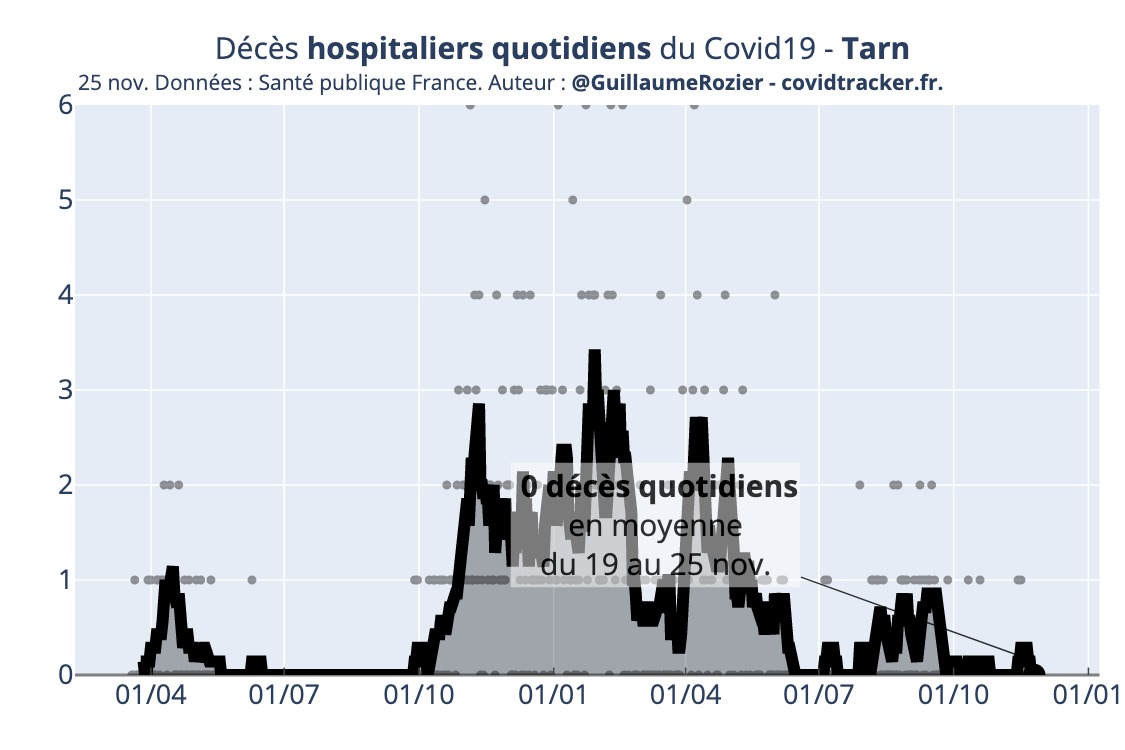 Décès hospitaliers quotidiens du Covid19 - Tarn
25 nov. Données : Santé publique France. Auteur : @GuillaumeRozier - covidtracker.fr.
6
5
4
3
2
1
0
0 décès quotidiens
en moyenne
du 19 au 25 nov.
01/04 01/07 01/10 01/01 01/04 01/07 01/10 01/01